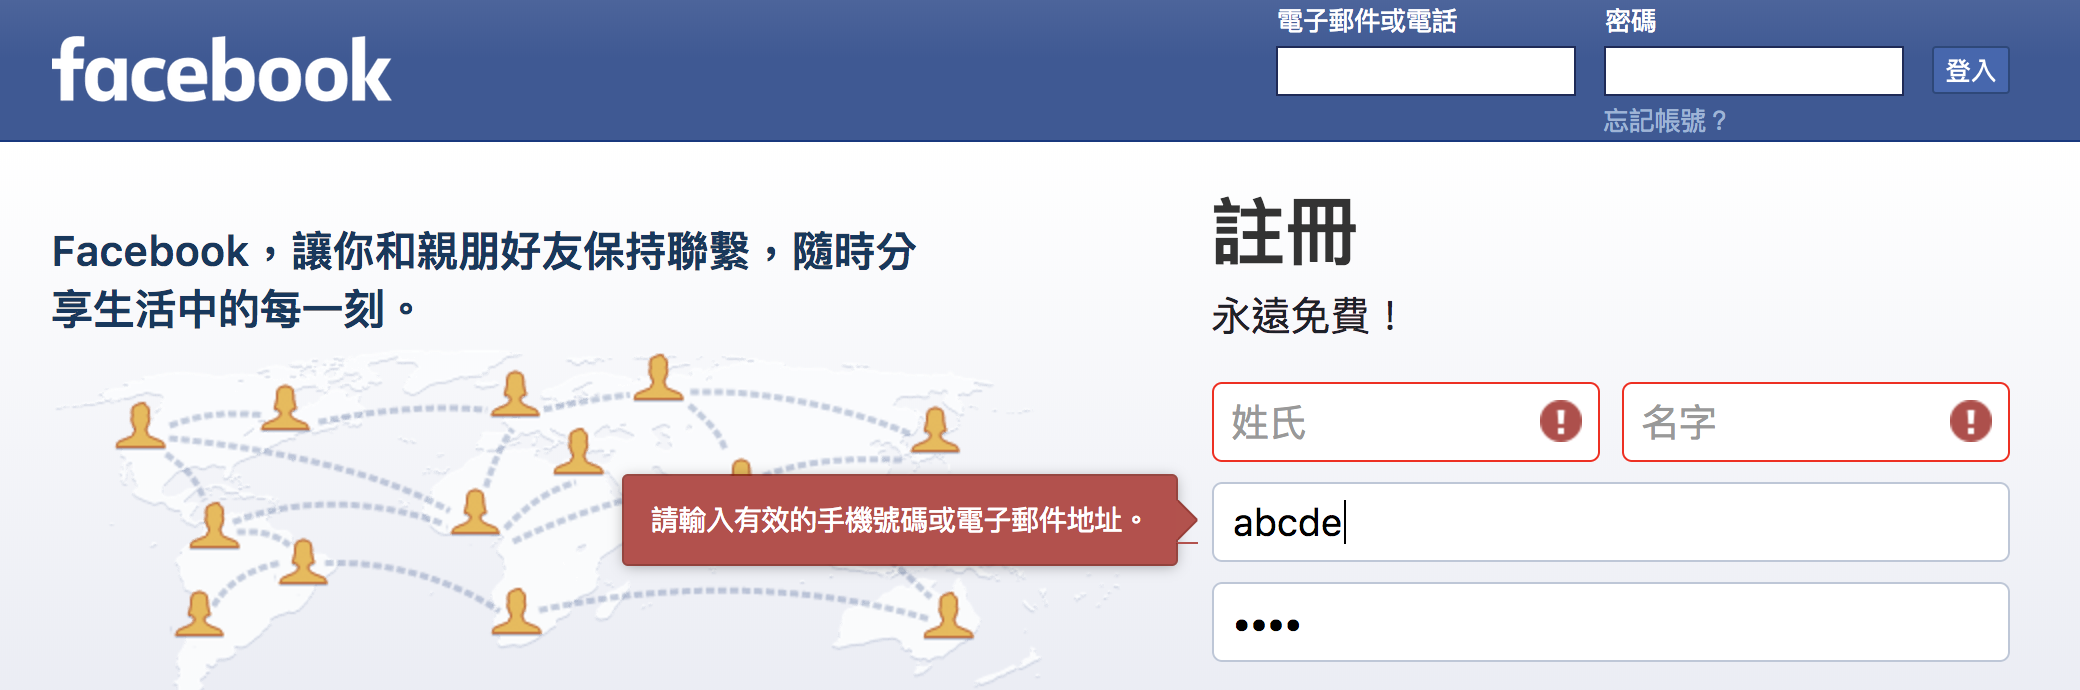 facebook
電子郵件或電話
密碼
登入
忘記帳號？
Facebook，讓你和親朋好友保持聯繫，隨時分
享生活中的每一刻。
註冊
永遠免費！
姓氏
名字
請輸入有效的手機號碼或電子郵件地址。
abcde
••••